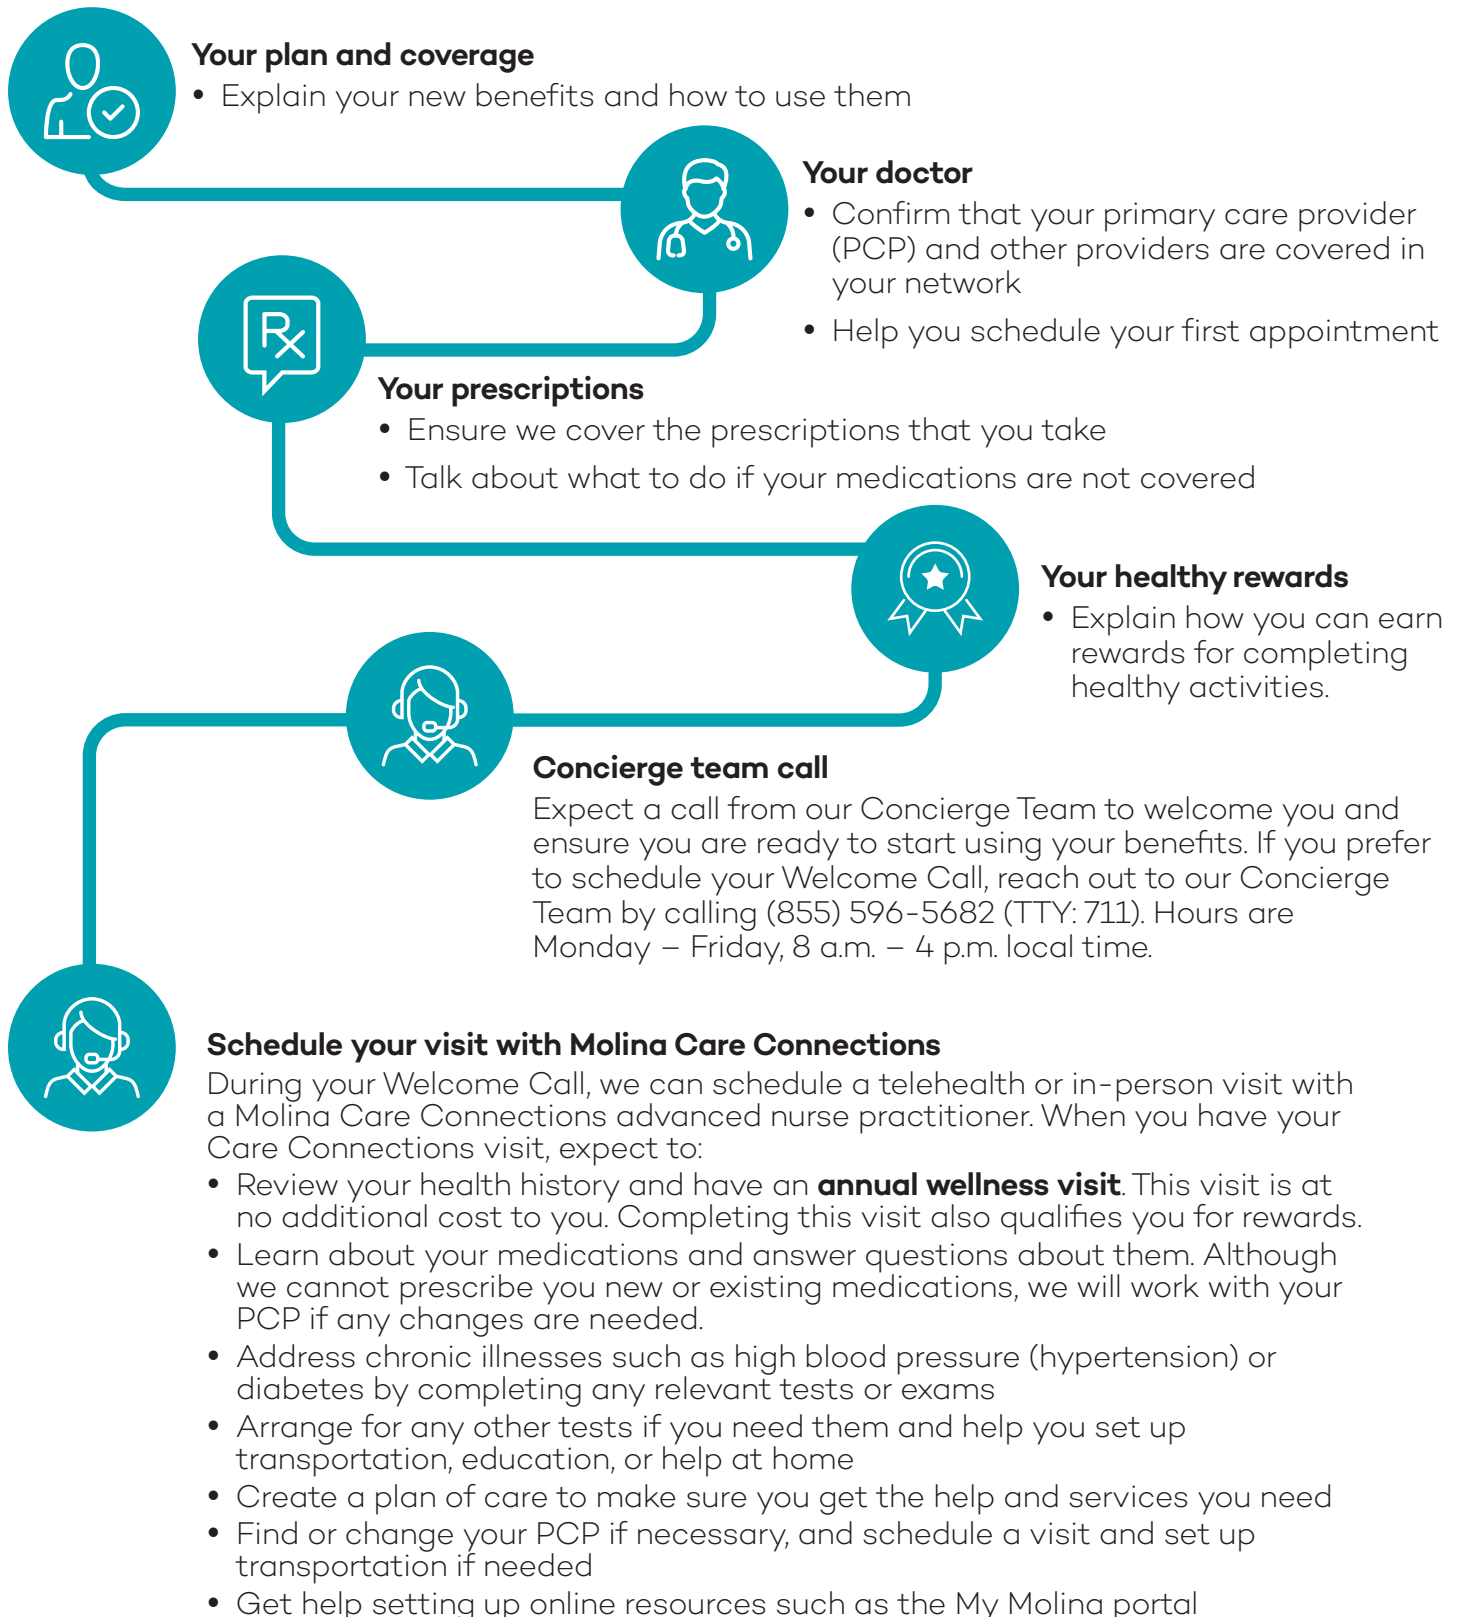 Your plan and coverage
• Explain your new benefits and how to use them
Your doctor
• Confirm that your primary care provider
(PCP) and other providers are covered in
your network
• Help you schedule your first appointment
Rx
Your prescriptions
• Ensure we cover the prescriptions that you take
• Talk about what to do if your medications are not covered
Your healthy rewards
• Explain how you can earn
rewards for completing
healthy activities.
Concierge team call
Expect a call from our Concierge Team to welcome you and
ensure you are ready to start using your benefits. If you prefer
to schedule your Welcome Call, reach out to our Concierge
Team by calling (855) 596-5682 (TTY: 711). Hours are
Monday – Friday, 8 a.m. – 4 p.m. local time.
Schedule your visit with Molina Care Connections
During your Welcome Call, we can schedule a telehealth or in-person visit with
a Molina Care Connections advanced nurse practitioner. When you have your
Care Connections visit, expect to:
• Review your health history and have an annual wellness visit. This visit is at
no additional cost to you. Completing this visit also qualifies you for rewards.
• Learn about your medications and answer questions about them. Although
we cannot prescribe you new or existing medications, we will work with your
PCP if any changes are needed.
• Address chronic illnesses such as high blood pressure (hypertension) or
diabetes by completing any relevant tests or exams
• Arrange for any other tests if you need them and help you set up
transportation, education, or help at home
• Create a plan of care to make sure you get the help and services you need
• Find or change your PCP if necessary, and schedule a visit and set up
transportation if needed
• Get help setting up online resources such as the My Molina portal